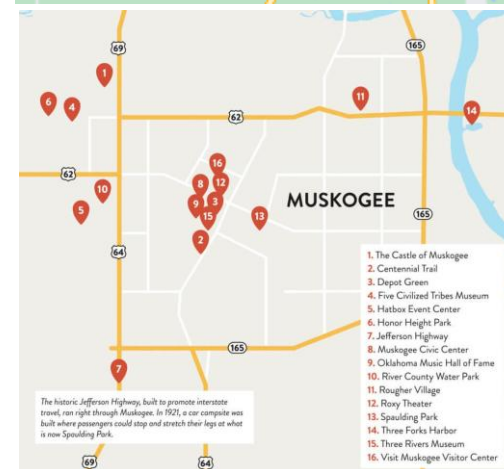 69
165
1
6
4
11
14
62
16
62
8
12
10
9
3
MUSKOGEE
5
15
13
165
2
64
1. The Castle of Muskogee
2. Centennial Trail
3. Depot Green
4. Five Civilized Tribes Museum
5. Hatbox Event Center
6. Honor Height Park
7. Jefferson Highway
8. Muskogee Civic Center
9. Oklahoma Music Hall of Fame
10. River County Water Park
11. Rougher Village
12. Roxy Theater
13. Spaulding Park
14. Three Forks Harbor
15. Three Rivers Museum
16. Visit Muskogee Visitor Center
165
7
The historic Jefferson Highway, built to promote interstate
travel, ran right through Muskogee. In 1921, a car campsite was
built where passengers could stop and stretch their legs at what
is now Spaulding Park.
69
64